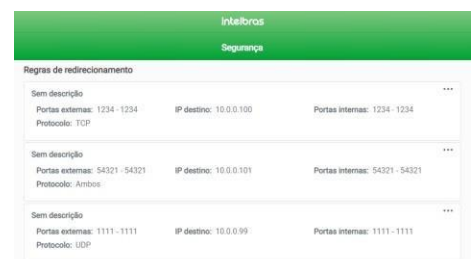 intelbras
Segurança
Regras de redirecionamento
Sem descrição
Portas externas: 1234 - 1234 IP destino: 10.0.0.100 Portas internas: 1234 - 1234
Protocolo: TCP
Sem descrição
Portas externas: 54321 - 54321 IP destino: 10.0.0.101 Portas internas: 54321 - 54321
Protocolo: Ambos
Sem descrição
Portas externas: 1111 - 1111 IP destino: 10.0.0.99 Portas internas: 1111 - 1111
Protocolo: UDP